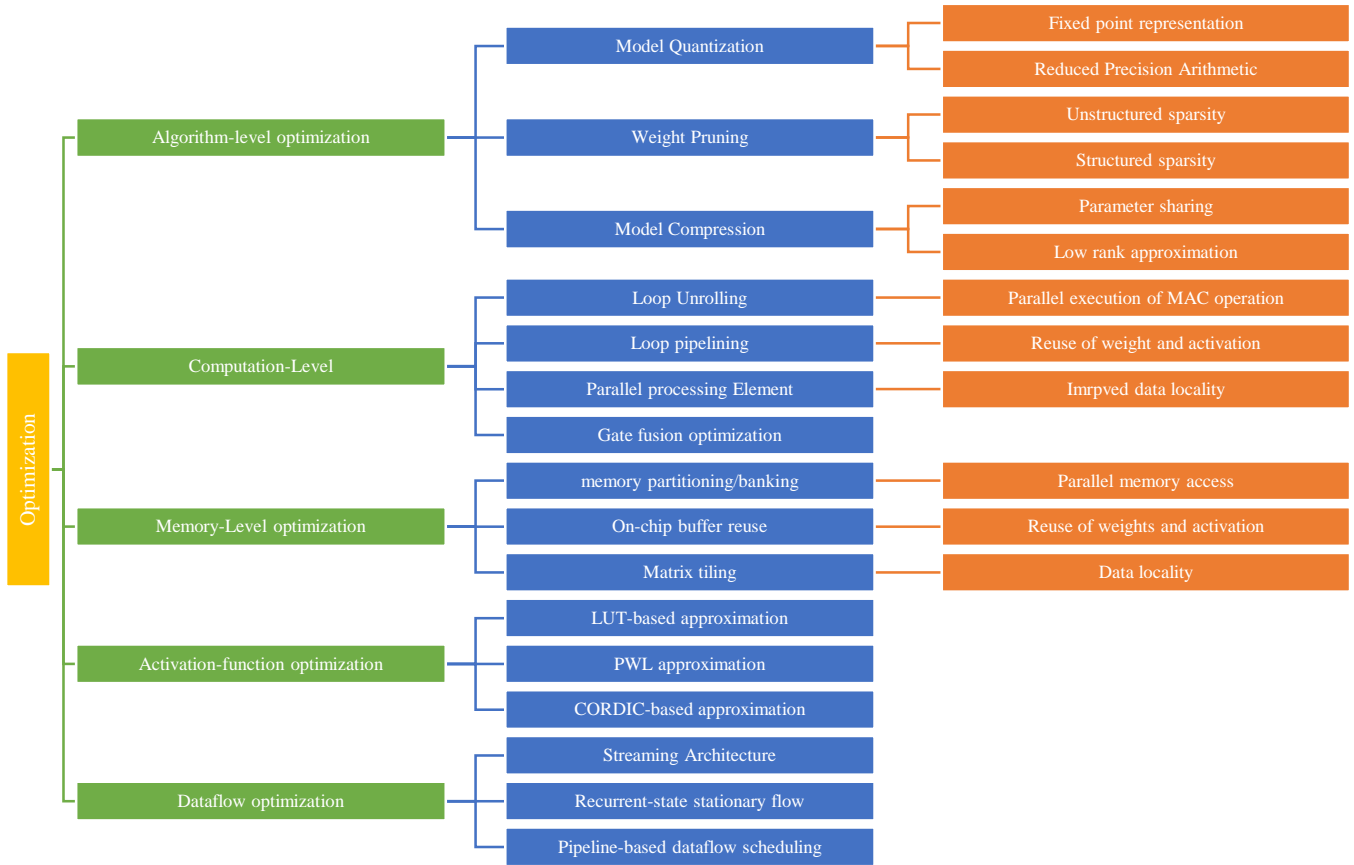 Optimization
Algorithm-level optimization
Model Quantization
Fixed point representation
Reduced Precision Arithmetic
Weight Pruning
Unstructured sparsity
Structured sparsity
Model Compression
Parameter sharing
Low rank approximation
Computation-Level
Loop Unrolling
Parallel execution of MAC operation
Loop pipelining
Reuse of weight and activation
Parallel processing Element
Imrpved data locality
Gate fusion optimization
Memory-Level optimization
memory partitioning/banking
Parallel memory access
On-chip buffer reuse
Reuse of weights and activation
Matrix tiling
Data locality
Activation-function optimization
LUT-based approximation
PWL approximation
CORDIC-based approximation
Dataflow optimization
Streaming Architecture
Recurrent-state stationary flow
Pipeline-based dataflow scheduling